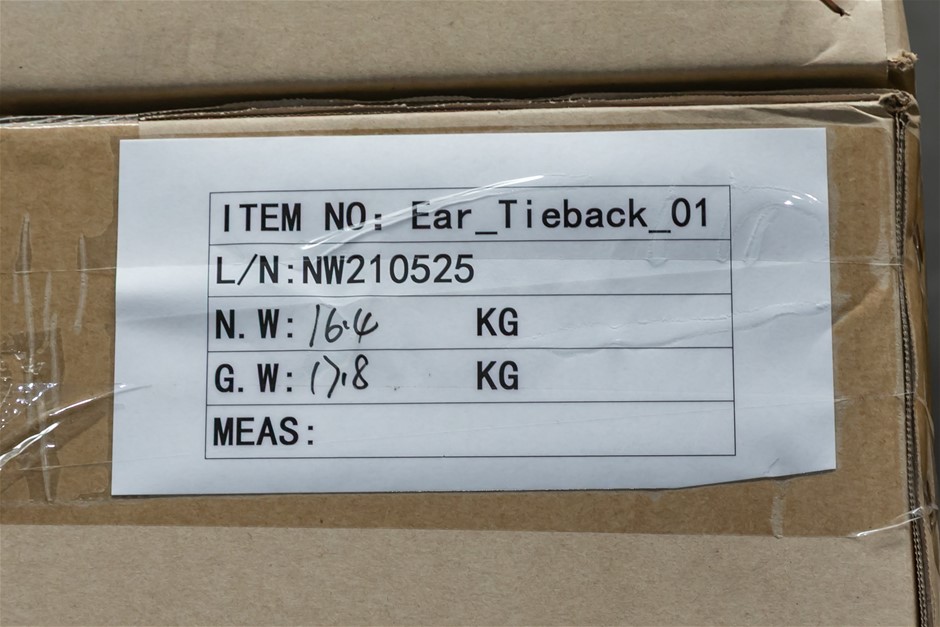 ITEM NO: Ear_Tieback_01
L/N:NW210525
N.W: 16.4 KG
G.W: 17.8 KG
MEAS: